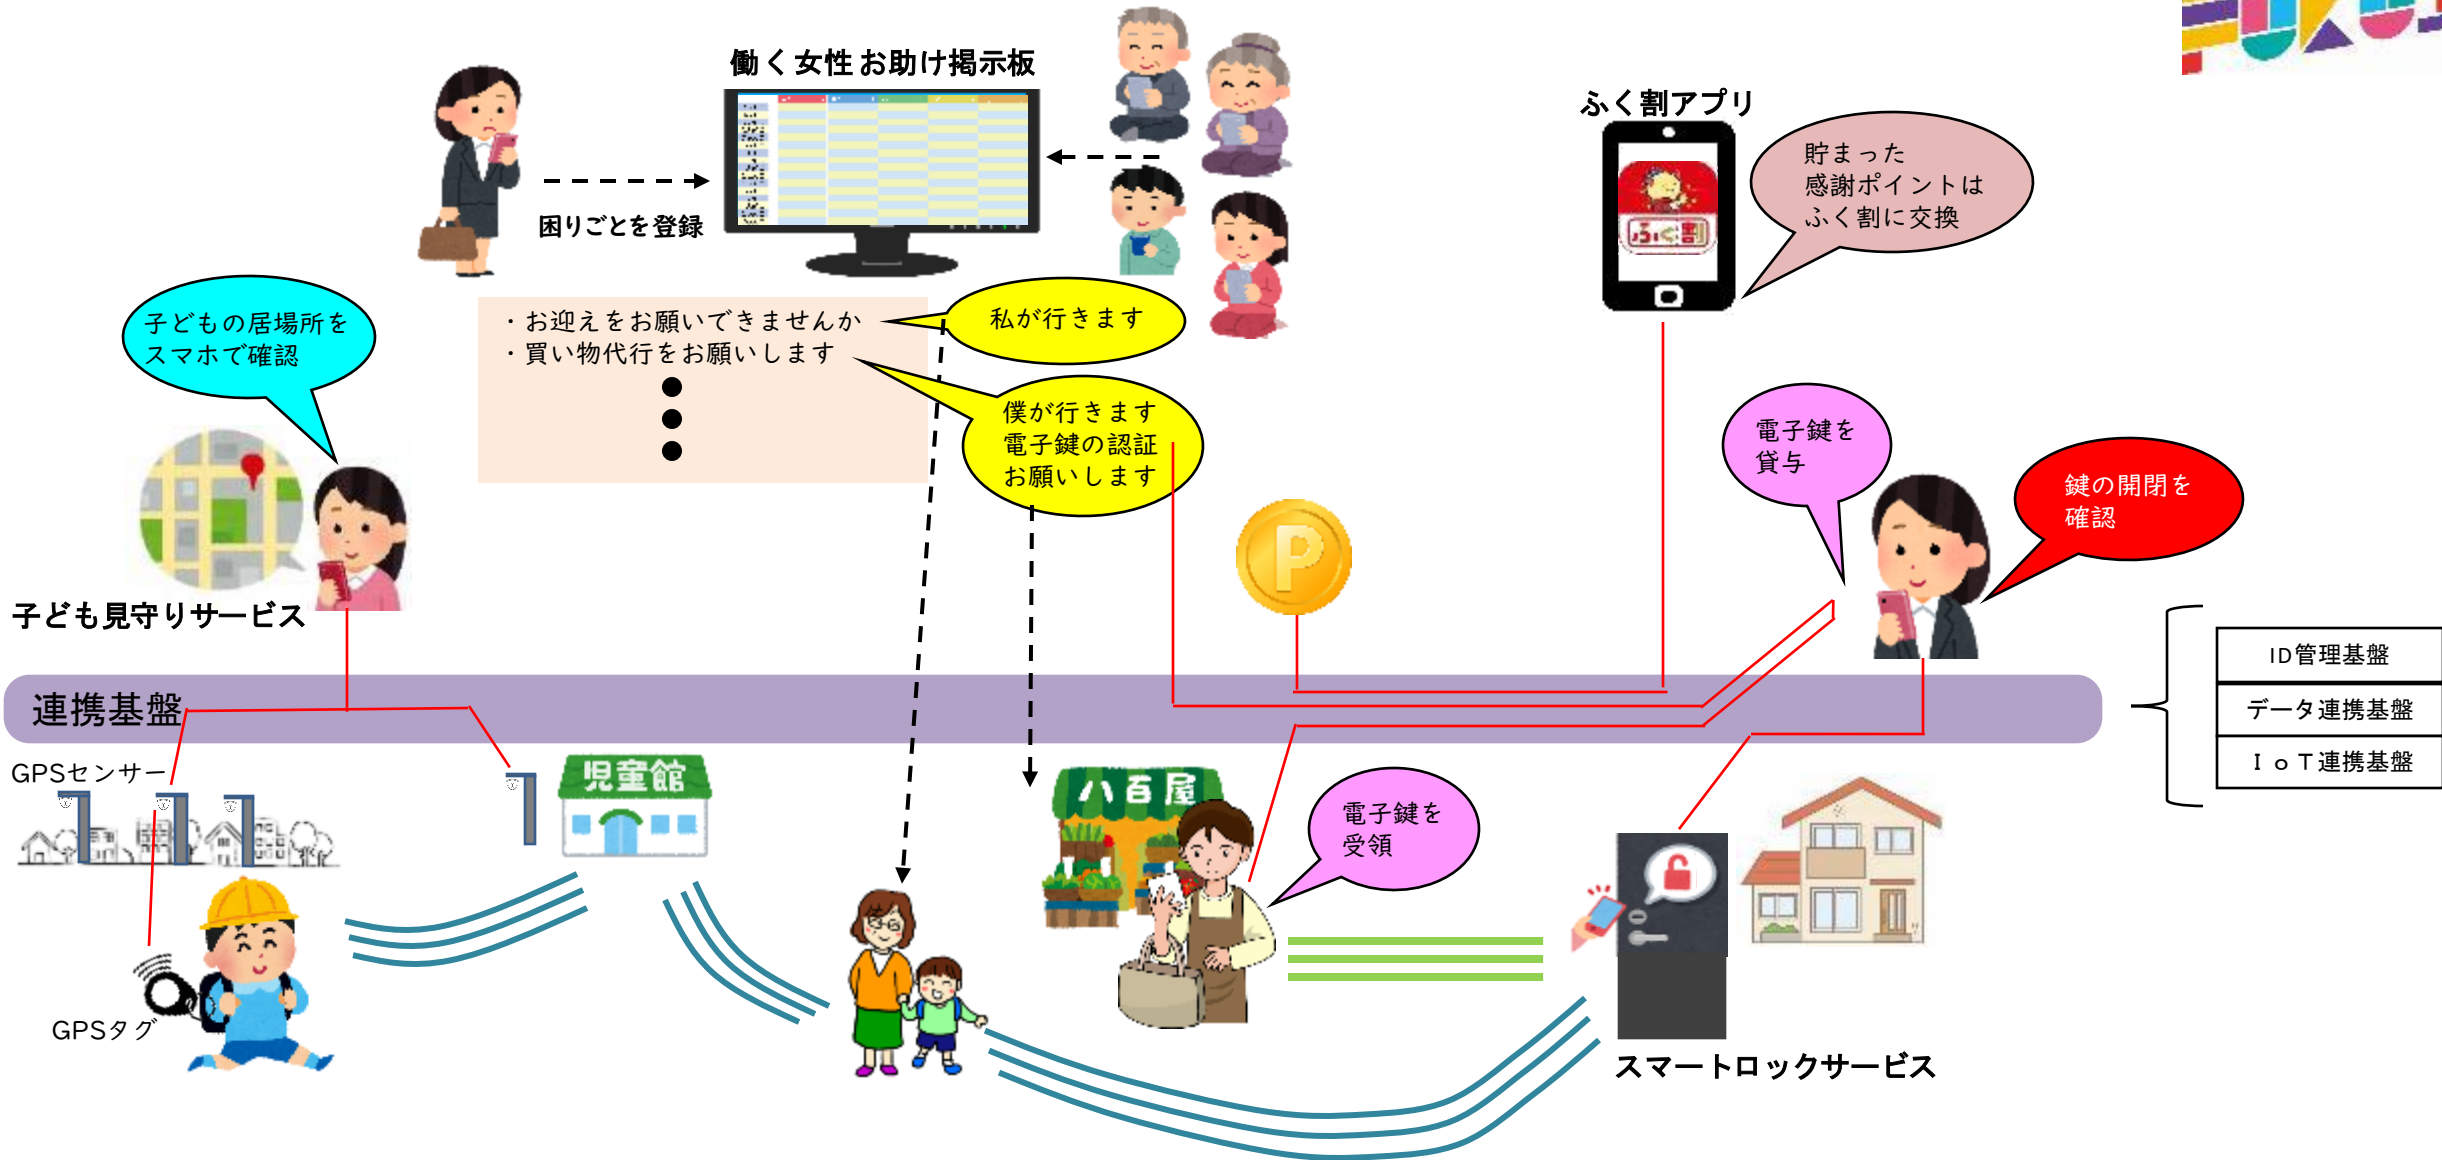 働く女性お助け掲示板
困りごとを登録
ふく割アプリ
ふく割
貯まった
感謝ポイントは
ふく割に交換
子どもの居場所を
スマホで確認
・お迎えをお願いできませんか
・買い物代行をお願いします
私が行きます
僕が行きます
電子鍵の認証
お願いします
電子鍵を
貸与
鍵の開閉を
確認
P
子ども見守りサービス
連携基盤
ID管理基盤
データ連携基盤
IoT連携基盤
GPSセンサー
児童館
八百屋
電子鍵を
受領
GPSタグ
スマートロックサービス